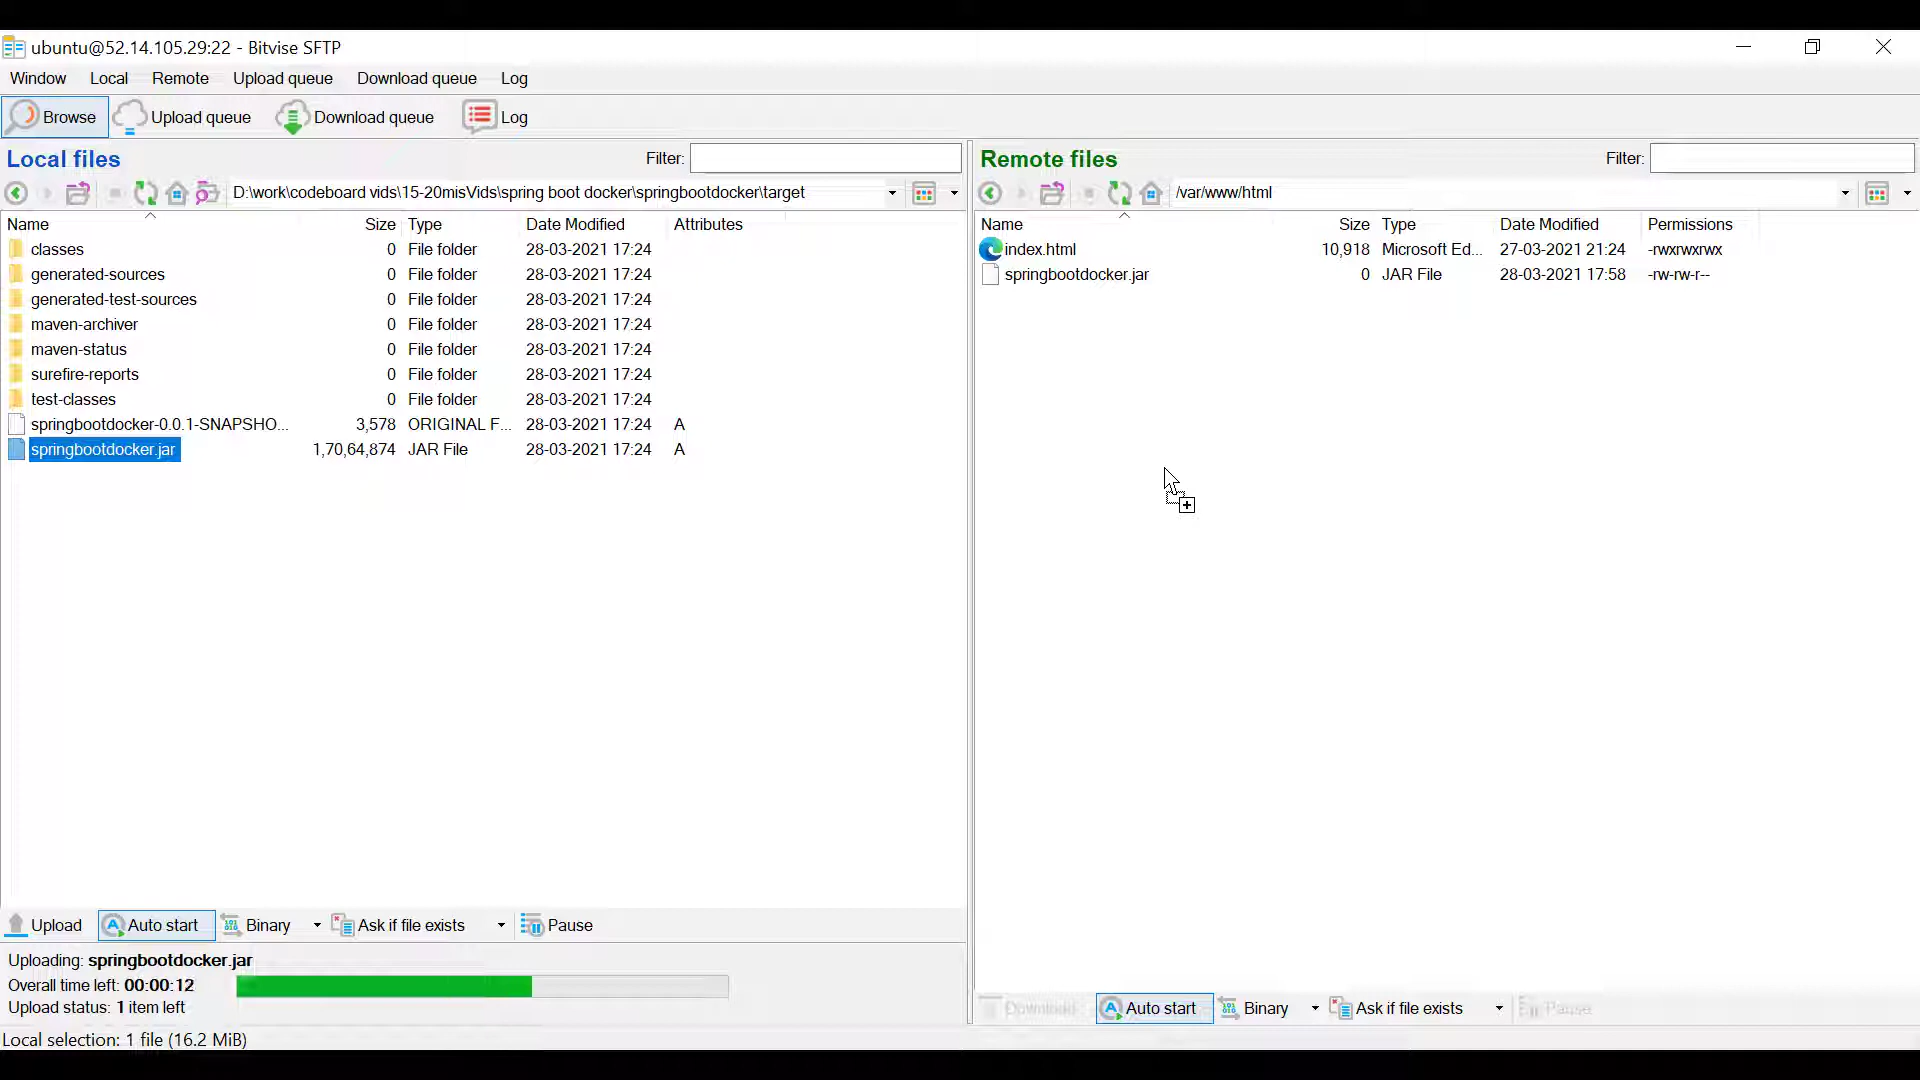 ubuntu@52.14.105.29:22 - Bitvise SFTP
Window Local Remote Upload queue Download queue Log
Browse Upload queue Download queue Log
Local files Filter:
D:\work\codeboard vids\15-20misVids\spring boot docker\springbootdocker\target
Name Size Type Date Modified Attributes
classes 0 File folder 28-03-2021 17:24
generated-sources 0 File folder 28-03-2021 17:24
generated-test-sources 0 File folder 28-03-2021 17:24
maven-archiver 0 File folder 28-03-2021 17:24
maven-status 0 File folder 28-03-2021 17:24
surefire-reports 0 File folder 28-03-2021 17:24
test-classes 0 File folder 28-03-2021 17:24
springbootdocker-0.0.1-SNAPSHO... 3,578 ORIGINAL F... 28-03-2021 17:24 A
springbootdocker.jar 1,70,64,874 JAR File 28-03-2021 17:24 A
Upload Auto start Binary Ask if file exists Pause
Uploading: springbootdocker.jar
Overall time left: 00:00:12
Upload status: 1 item left
Local selection: 1 file (16.2 MiB)
Remote files Filter:
/var/www/html
Name Size Type Date Modified Permissions
index.html 10,918 Microsoft Ed... 27-03-2021 21:24 -rwxrwxrwx
springbootdocker.jar 0 JAR File 28-03-2021 17:58 -rw-rw-r--
Download Auto start Binary Ask if file exists Pause